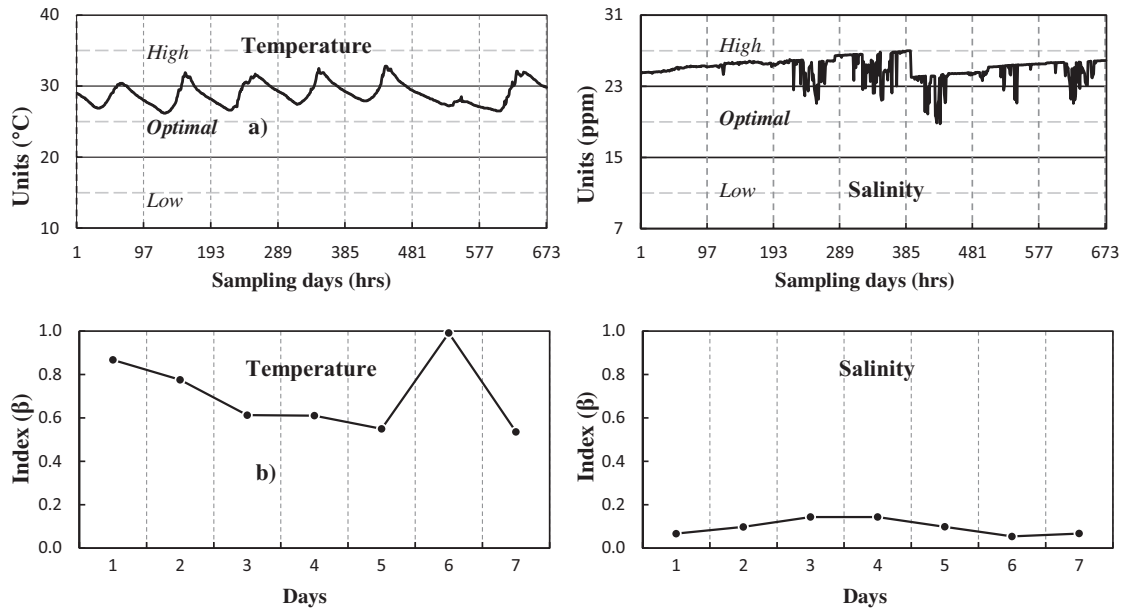 40
30
20
10
Units (°C)
High
Temperature
Optimal
a)
Low
1 97 193 289 385 481 577 673
Sampling days (hrs)
31
23
15
7
Units (ppm)
High
Optimal
Low
Salinity
1 97 193 289 385 481 577 673
Sampling days (hrs)
1.0
0.8
0.6
0.4
0.2
0.0
Index (β)
Temperature
b)
1 2 3 4 5 6 7
Days
1.0
0.8
0.6
0.4
0.2
0.0
Index (β)
Salinity
1 2 3 4 5 6 7
Days